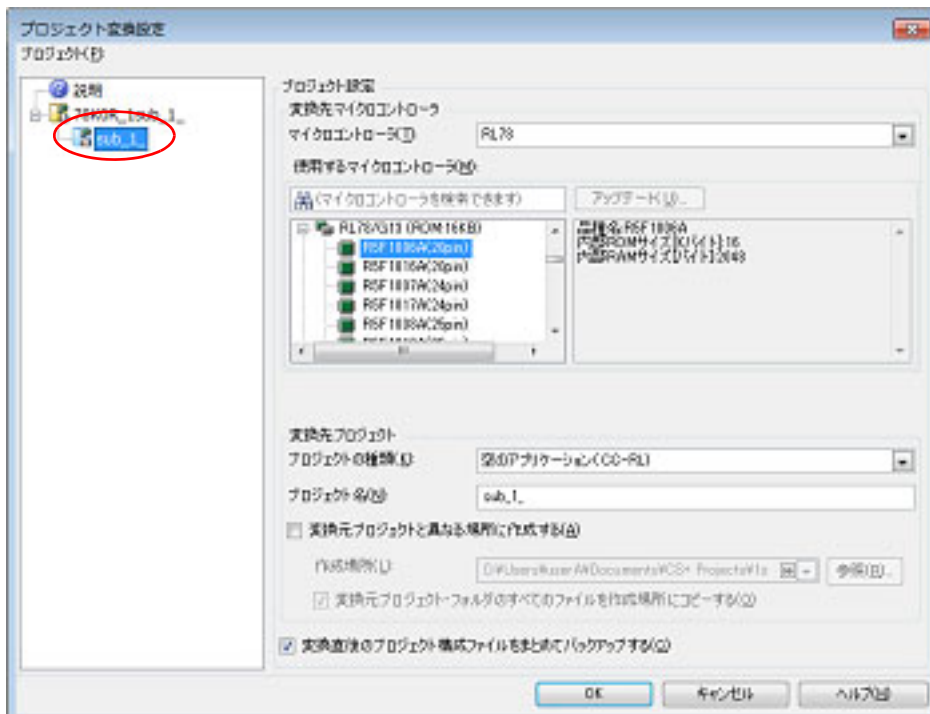 プロジェクト変換設定
プロジェクト(P)
説明
78K0R_1sub_1_
sub_1_
プロジェクト設定
変換先マイクロコントローラ
マイクロコントローラ(T)
RL78
使用するマイクロコントローラ(M):
(マイクロコントローラを検索できます)
アップデート(U)...
RL78/G13 (ROM:16KB)
R5F1006A(20pin)
R5F1016A(20pin)
R5F1007A(24pin)
R5F1017A(24pin)
R5F1008A(25pin)
品種名:R5F1006A
内部ROMサイズ[Kバイト]:16
内部RAMサイズ[バイト]:2048
変換先プロジェクト
プロジェクトの種類(K):
空のアプリケーション(CC-RL)
プロジェクト名(N):
sub_1_
変換元プロジェクトと異なる場所に作成する(A)
作成場所(L):
D:¥Users¥userA¥Documents¥CS+ Projects¥1s
参照(R)...
変換元プロジェクト・フォルダのすべてのファイルを作成場所にコピーする(O)
変換直後のプロジェクト構成ファイルをまとめてバックアップする(C)
OK
キャンセル
ヘルプ(H)